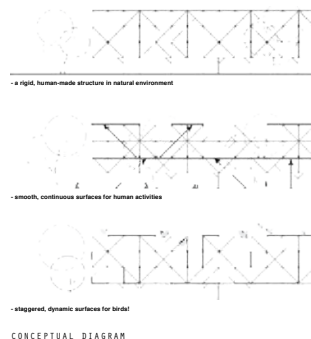 - a rigid, human-made structure in natural environment
- smooth, continuous surfaces for human activities
- staggered, dynamic surfaces for birds!
CONCEPTUAL DIAGRAM